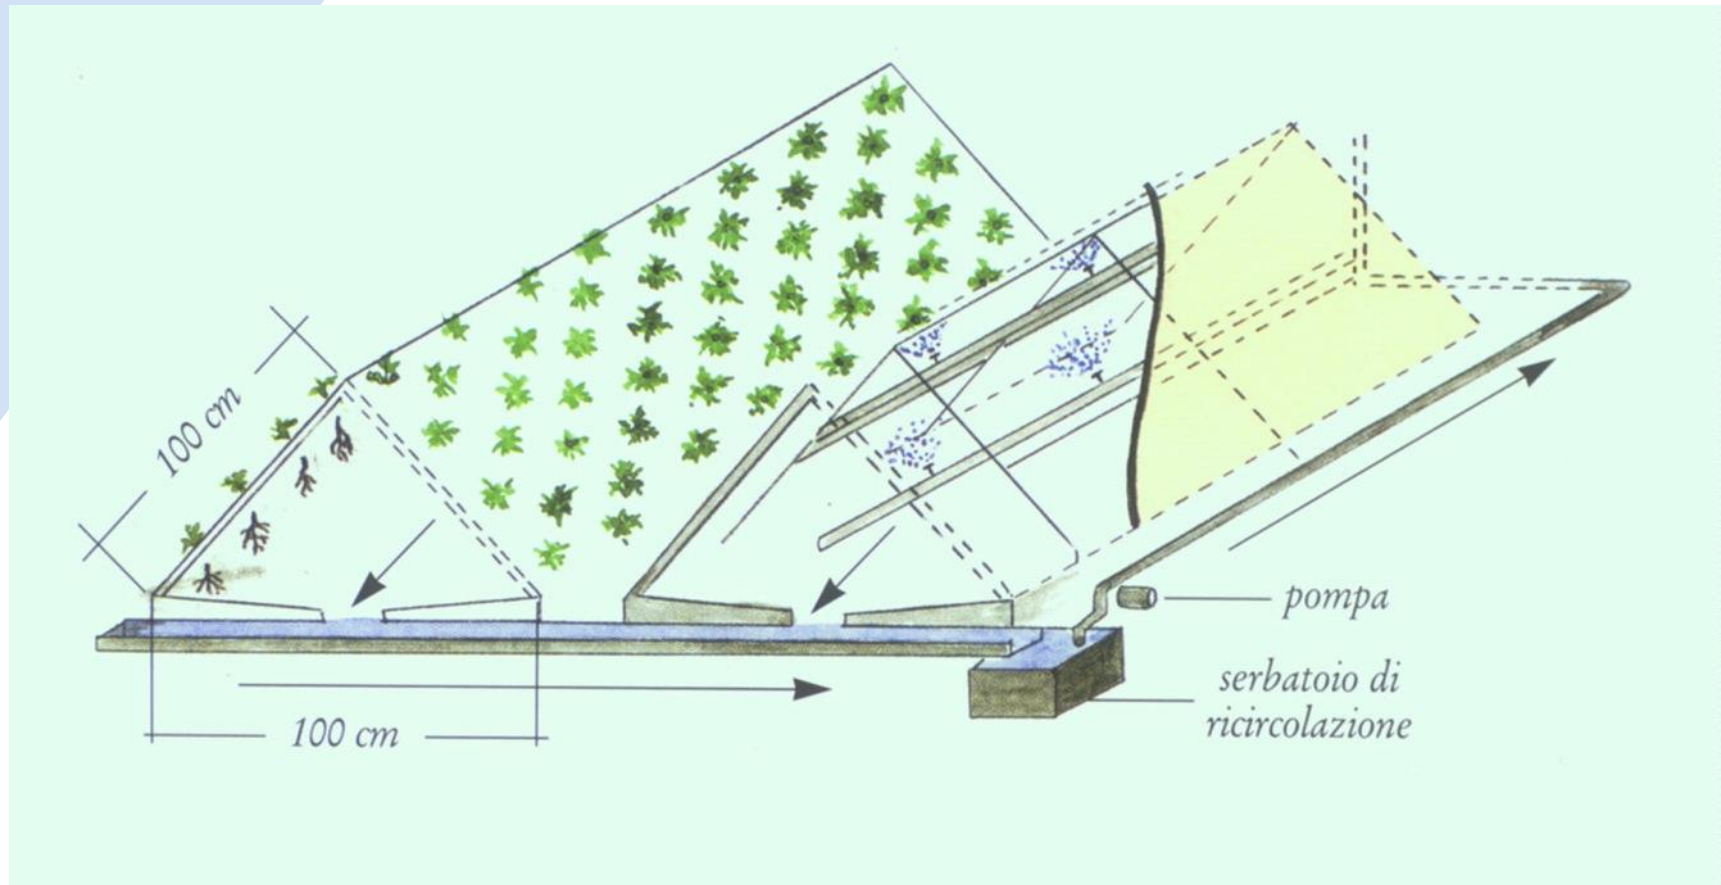 100 cm
pompa
serbatoio di
ricircolazione
100 cm